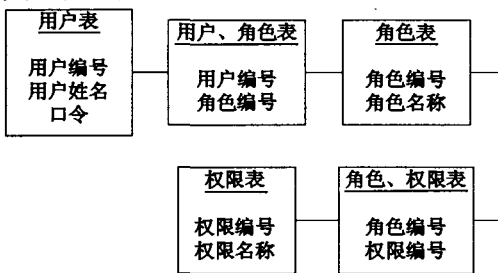 用户表
用户编号
用户姓名
口令
用户、角色表
用户编号
角色编号
角色表
角色编号
角色名称
权限表
权限编号
权限名称
角色、权限表
角色编号
权限编号